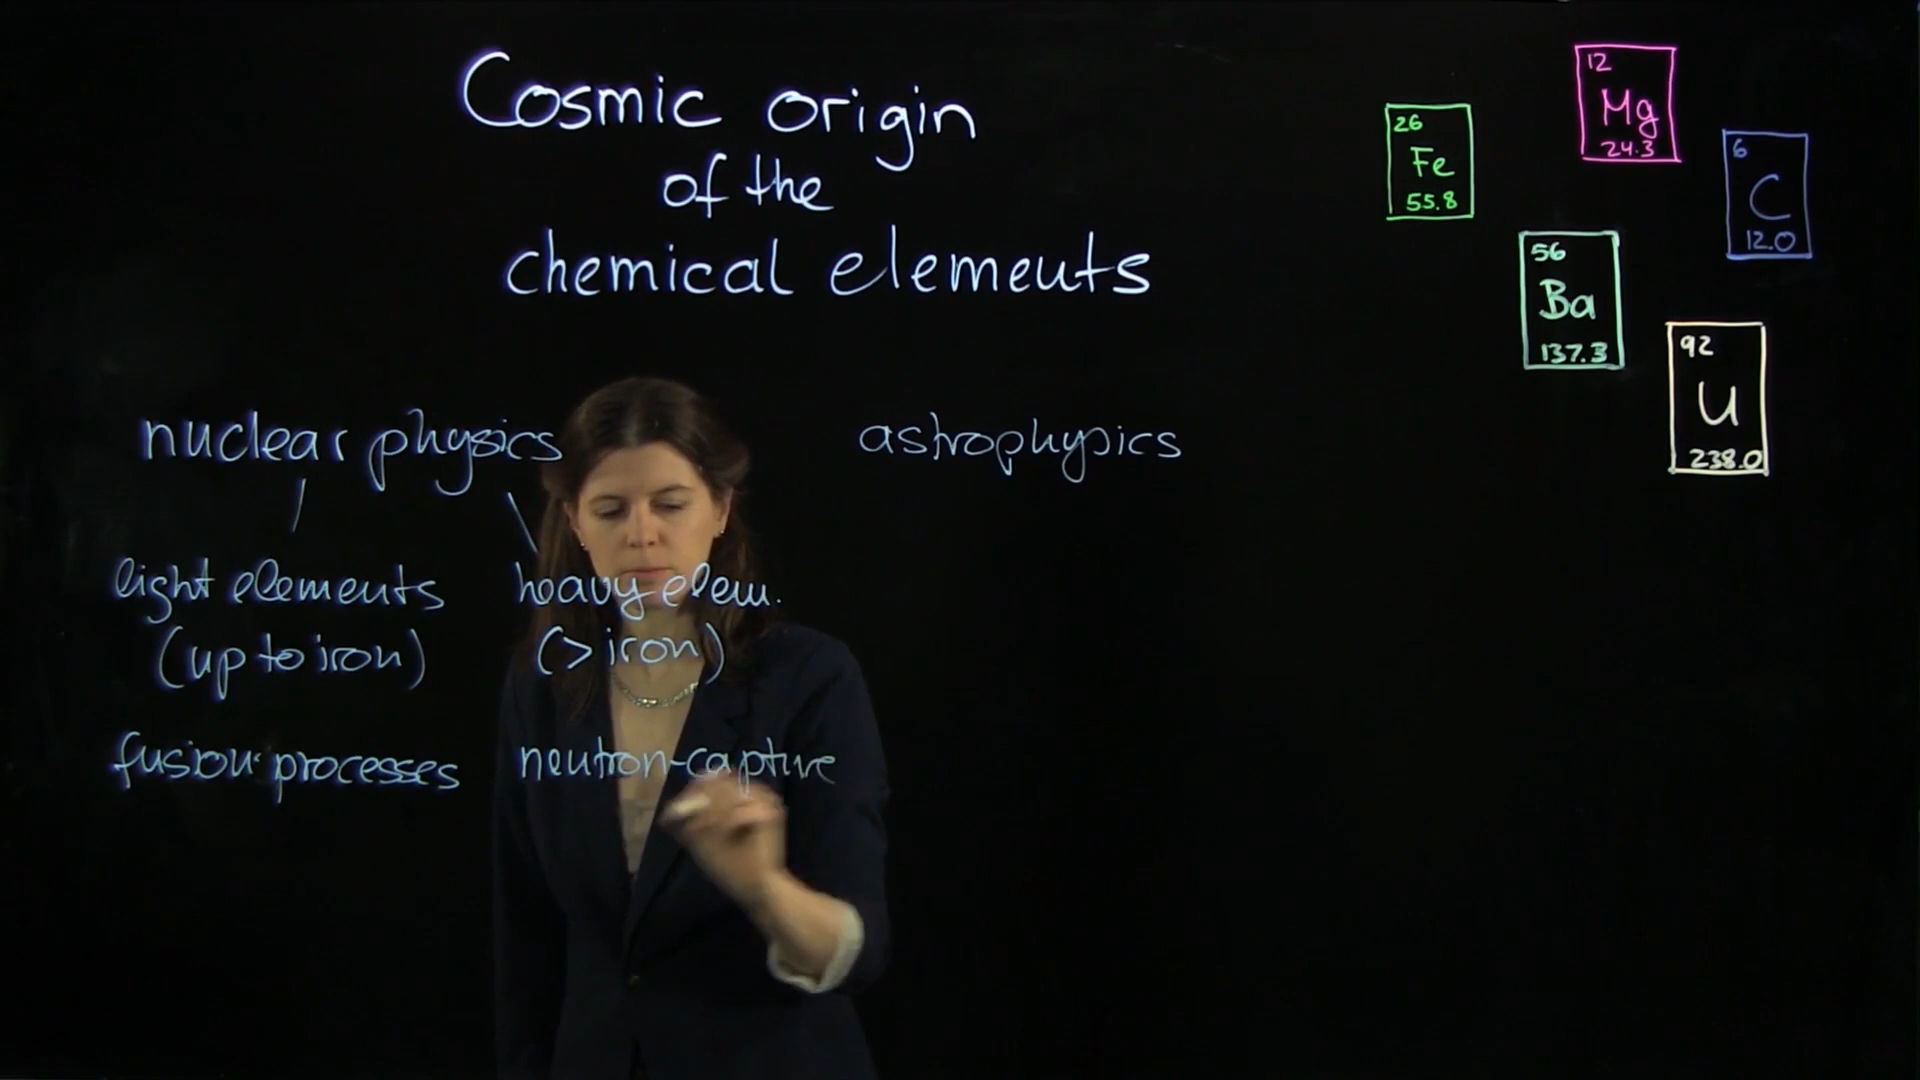 Cosmic origin
of the
chemical elements
26
Fe
55.8
12
Mg
24.3
6
C
12.0
56
Ba
137.3
92
U
238.0
nuclear physics
astrophysics
light elements
(up to iron)
fusion processes
heavy elem.
(> iron)
neutron-capture